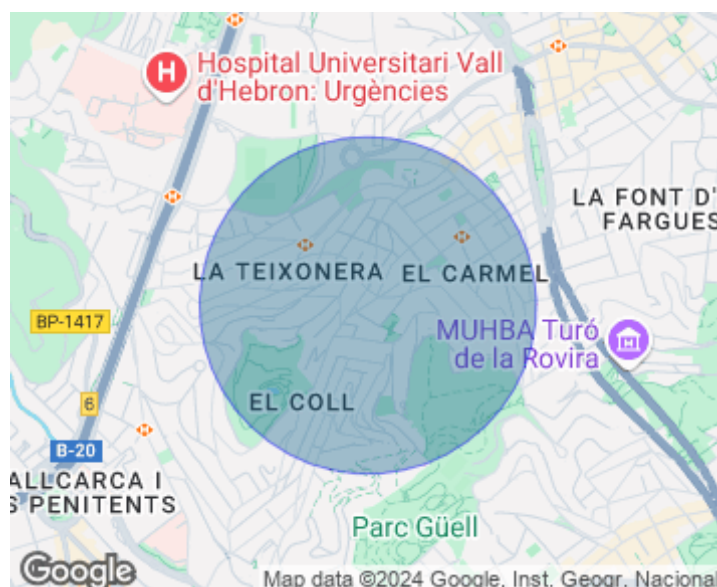 H
Hospital Universitari Vall
d'Hebron: Urgències
LA FONT D'
FARGUES
LA TEIXONERA
EL CARMEL
BP-1417
MUHBA Turó
de la Rovira
6
EL COLL
B-20
ALLCARCA I
S PENITENTS
Parc Güell
Google
Map data ©2024 Google, Inst. Geogr. Nacional